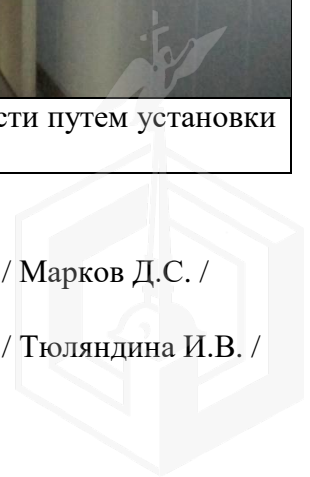 сти путем установки
/ Марков Д.С. /
/ Тюляндина И.В. /